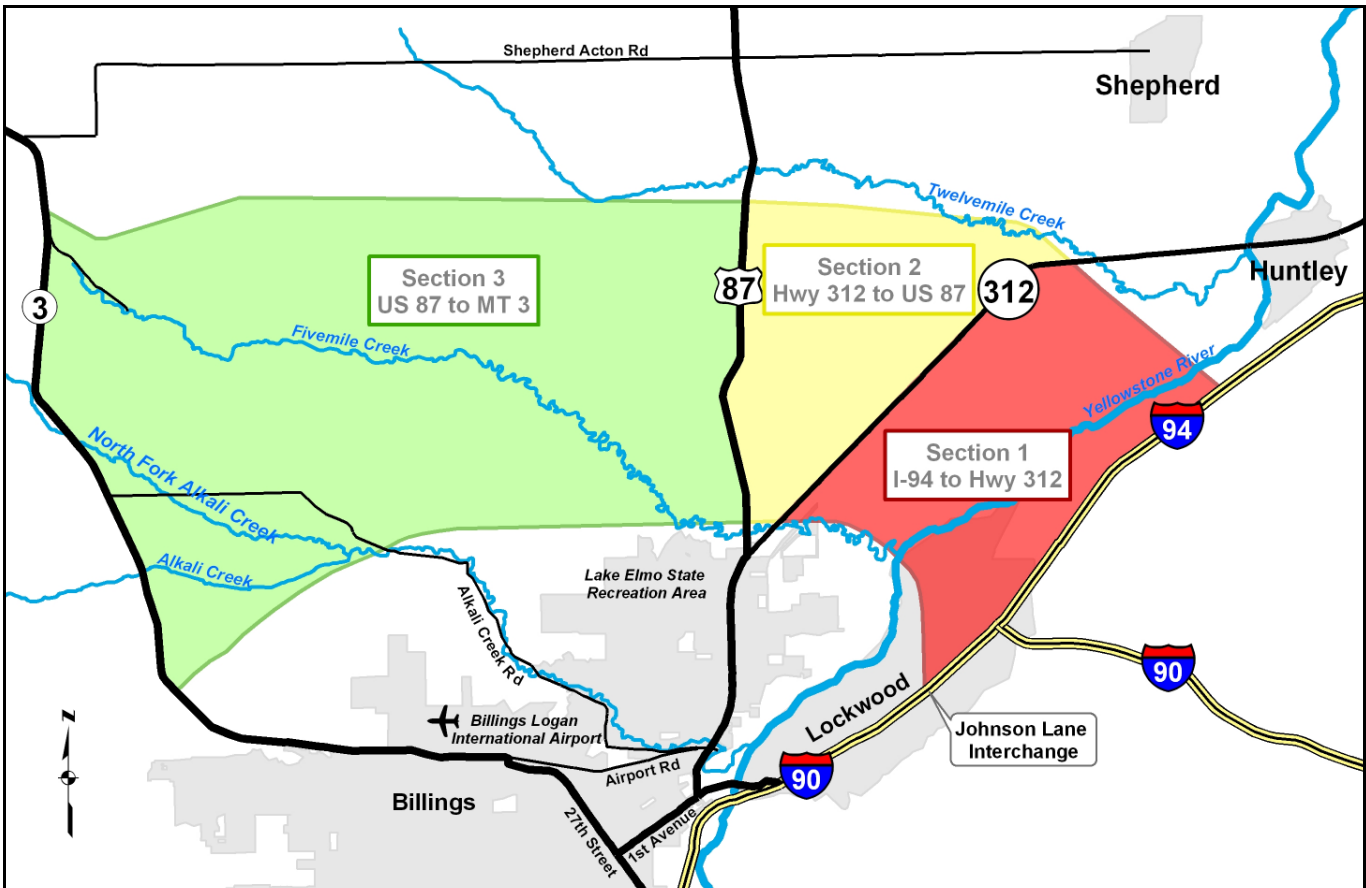 Shepherd Acton Rd
Shepherd
Twelvemile Creek
Section 3
US 87 to MT 3
Section 2
Hwy 312 to US 87
87
312
Huntley
3
Fivemile Creek
Yellowstone River
94
North Fork Alkali Creek
Section 1
I-94 to Hwy 312
Alkali Creek
Lake Elmo State
Recreation Area
Alkali Creek Rd
90
Lockwood
N
Billings Logan
International Airport
Johnson Lane
Interchange
Airport Rd
90
Billings
27th Street
1st Avenue